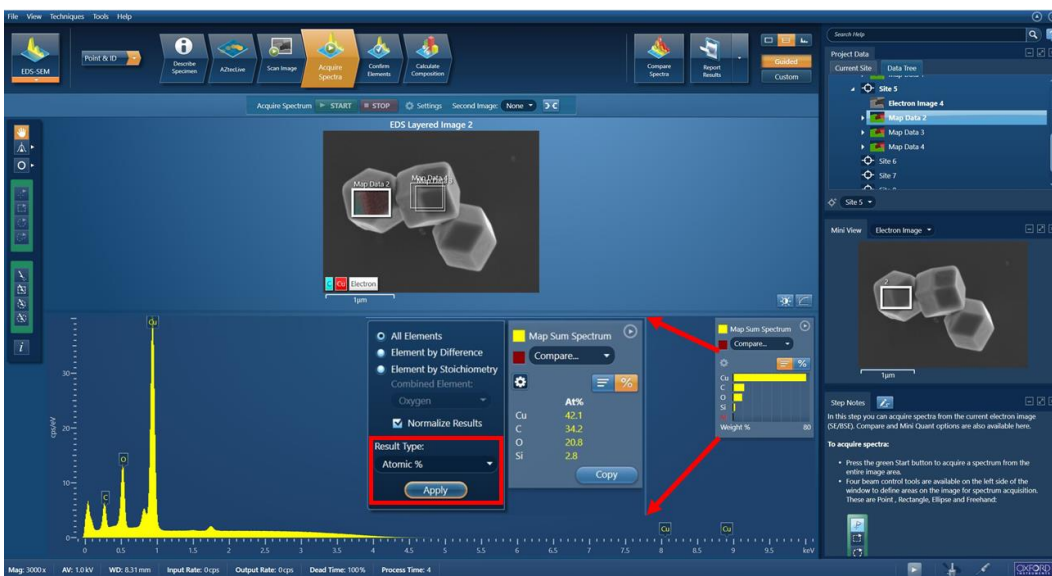 File View Techniques Tools Help
EDS-SEM
Point & ID
Describe Specimen
AZtecLive
Scan Image
Acquire Spectra
Confirm Elements
Calculate Composition
Compare Spectra
Report Results
Guided
Custom
Search Help
Project Data
Current Site Data Tree
Site 5
Electron Image 4
Map Data 2
Map Data 3
Map Data 4
Site 6
Site 7
Site 5
Acquire Spectrum START STOP Settings Second Image: None
EDS Layered Image 2
Map Data 2
Map Data 4
C Cu Electron
1µm
Mini View Electron Image
2
1µm
Step Notes
In this step you can acquire spectra from the current electron image
(SE/BSE). Compare and Mini Quant options are also available here.
To acquire spectra:
• Press the green Start button to acquire a spectrum from the
entire image area.
• Four beam control tools are available on the left side of the
window to define areas on the image for spectrum acquisition.
These are Point , Rectangle, Ellipse and Freehand:
cps/eV
30
20
10
0
C
O
Cu
Cu
Cu
0 0.5 1 1.5 2 2.5 3 3.5 4 4.5 5 5.5 6 6.5 7 7.5 8 8.5 9 9.5 keV
All Elements
Element by Difference
Element by Stoichiometry
Combined Element:
Oxygen
Normalize Results
Result Type:
Atomic %
Apply
Map Sum Spectrum
Compare...
%
At%
Cu 42.1
C 34.2
O 20.8
Si 2.8
Copy
Map Sum Spectrum
Compare...
%
Cu
C
O
Si
Weight % 80
Mag: 3000 x AV: 1.0 kV WD: 8.31 mm Input Rate: 0 cps Output Rate: 0 cps Dead Time: 100% Process Time: 4
OXFORD
INSTRUMENTS